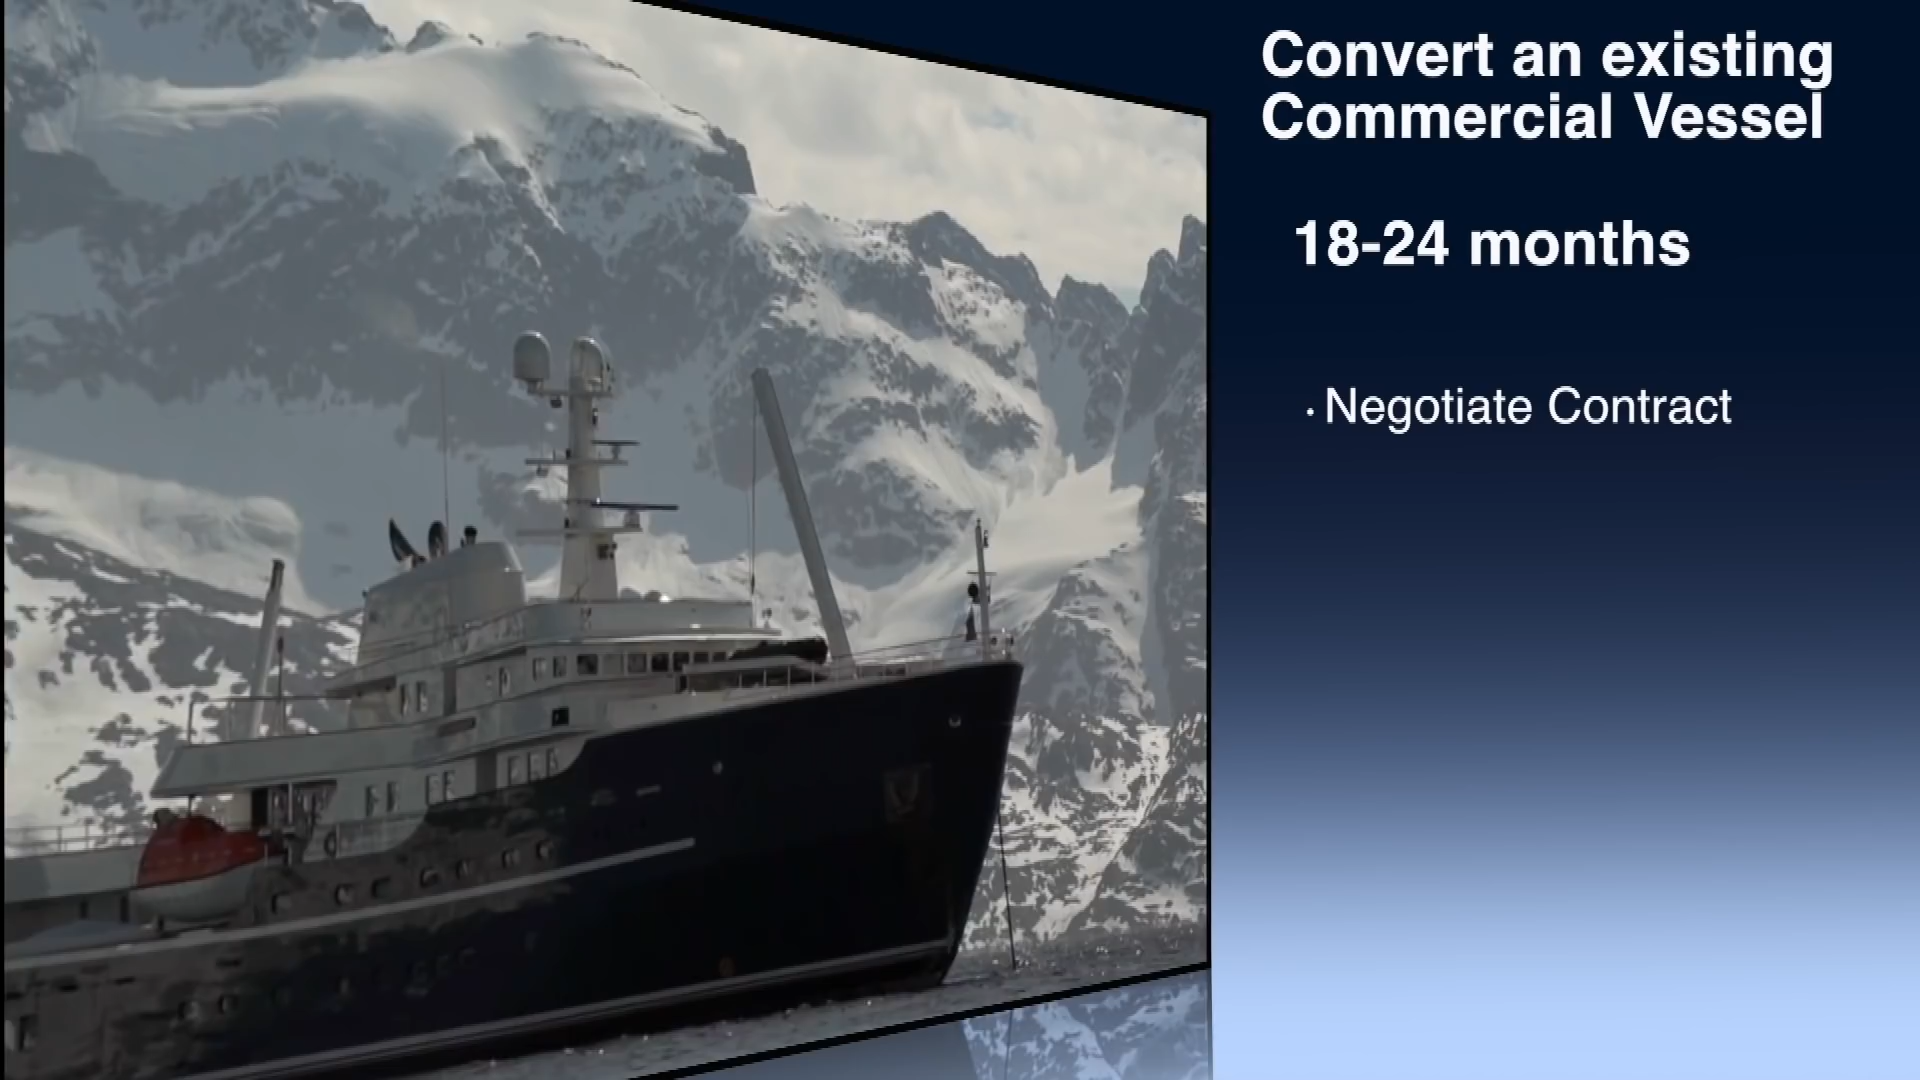 Convert an existing
Commercial Vessel
18-24 months
· Negotiate Contract